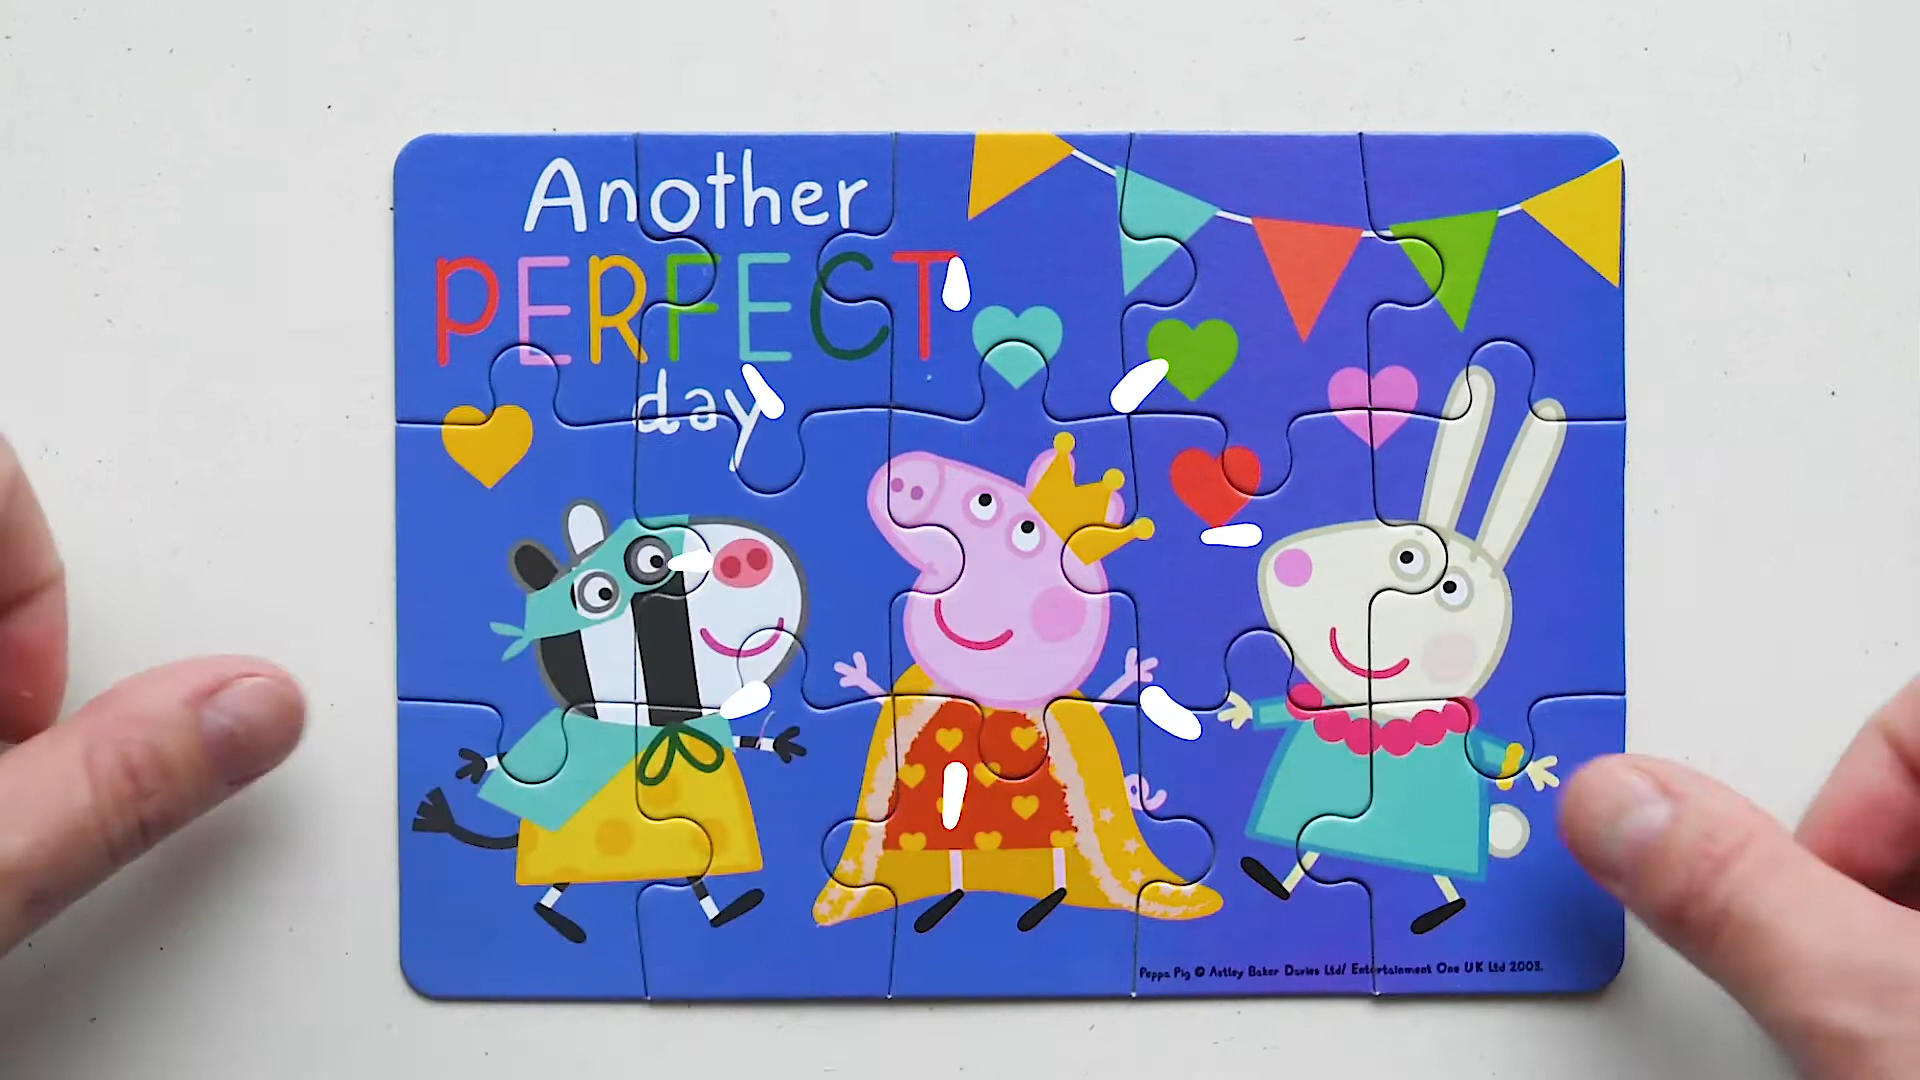 Another
PERFECT
day
Peppa Pig © Astley Baker Davies Ltd/ Entertainment One UK Ltd 2003.